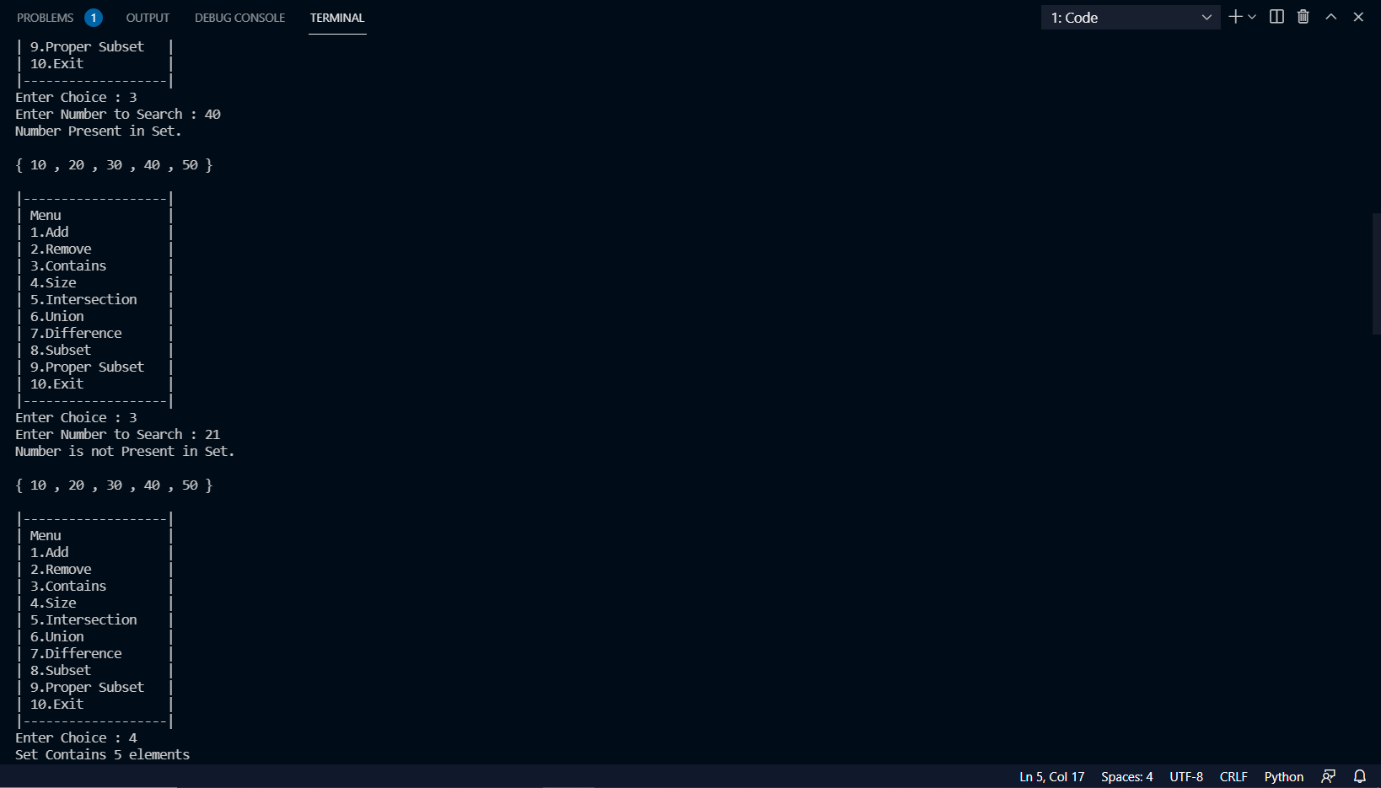 PROBLEMS 1 OUTPUT DEBUG CONSOLE TERMINAL 1: Code
| 9.Proper Subset |
| 10.Exit |
|-------------------|
Enter Choice : 3
Enter Number to Search : 40
Number Present in Set.
{ 10 , 20 , 30 , 40 , 50 }
|-------------------|
| Menu |
| 1.Add |
| 2.Remove |
| 3.Contains |
| 4.Size |
| 5.Intersection |
| 6.Union |
| 7.Difference |
| 8.Subset |
| 9.Proper Subset |
| 10.Exit |
|-------------------|
Enter Choice : 3
Enter Number to Search : 21
Number is not Present in Set.
{ 10 , 20 , 30 , 40 , 50 }
|-------------------|
| Menu |
| 1.Add |
| 2.Remove |
| 3.Contains |
| 4.Size |
| 5.Intersection |
| 6.Union |
| 7.Difference |
| 8.Subset |
| 9.Proper Subset |
| 10.Exit |
|-------------------|
Enter Choice : 4
Set Contains 5 elements
Ln 5, Col 17 Spaces: 4 UTF-8 CRLF Python